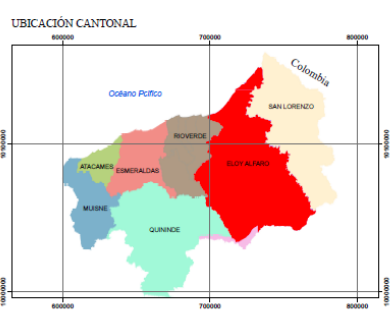 UBICACIÓN CANTONAL
600000 700000 800000
Colombia
Océano Pcifico
SAN LORENZO
RIOVERDE
ATACAMES
ESMERALDAS
ELOY ALFARO
MUISNE
QUININDE
600000 700000 800000